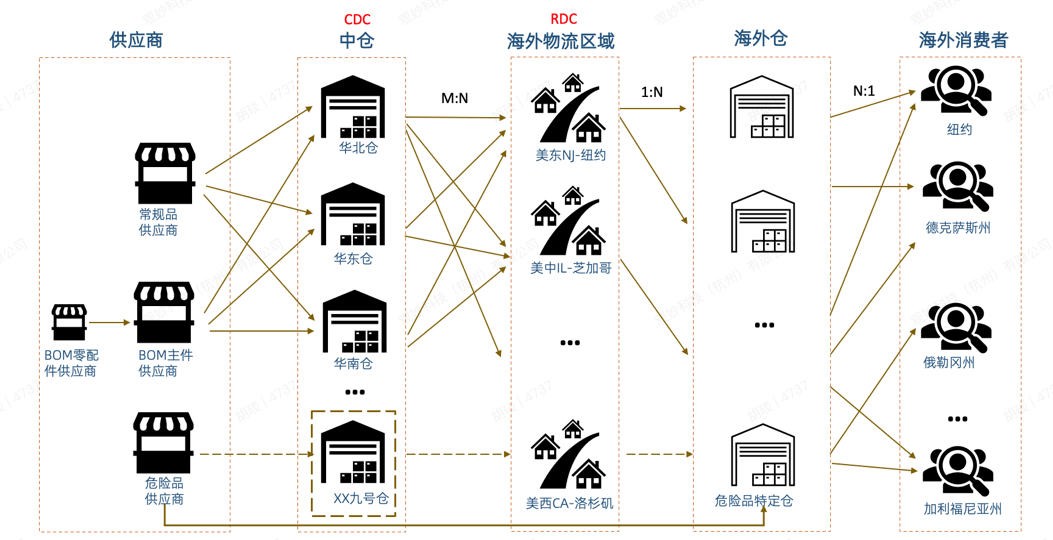 CDC
RDC
供应商
中仓
海外物流区域
海外仓
海外消费者
M:N
1:N
N:1
华北仓
美东NJ-纽约
纽约
常规品
供应商
华东仓
美中IL-芝加哥
德克萨斯州
BOM零配
件供应商
BOM主件
供应商
华南仓
...
...
...
俄勒冈州
...
危险品
供应商
XX九号仓
美西CA-洛杉矶
危险品特定仓
加利福尼亚州